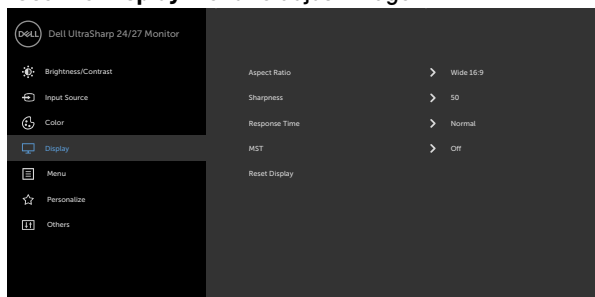 DELL Dell UltraSharp 24/27 Monitor
Brightness/Contrast
Aspect Ratio > Wide 16:9
Input Source
Sharpness > 50
Color
Response Time > Normal
Display
MST > Off
Menu
Reset Display
Personalize
Others